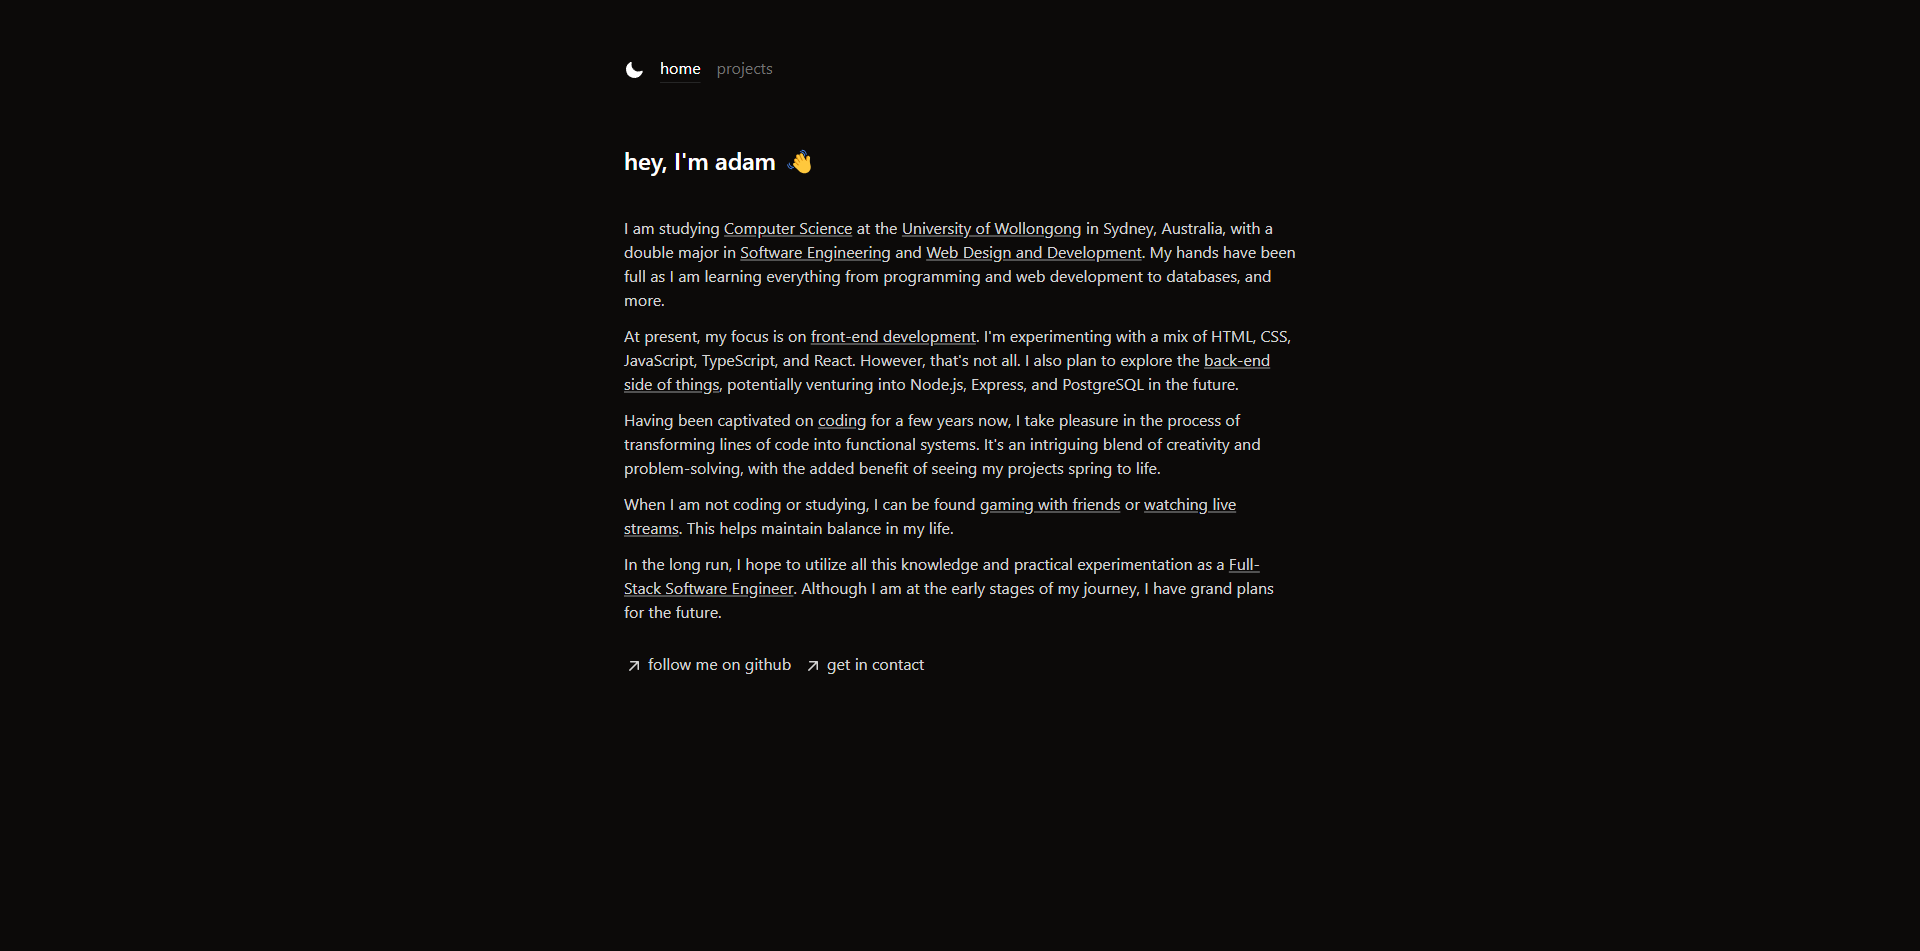 home projects
hey, I'm adam 👋
I am studying Computer Science at the University of Wollongong in Sydney, Australia, with a
double major in Software Engineering and Web Design and Development. My hands have been
full as I am learning everything from programming and web development to databases, and
more.
At present, my focus is on front-end development. I'm experimenting with a mix of HTML, CSS,
JavaScript, TypeScript, and React. However, that's not all. I also plan to explore the back-end
side of things, potentially venturing into Node.js, Express, and PostgreSQL in the future.
Having been captivated on coding for a few years now, I take pleasure in the process of
transforming lines of code into functional systems. It's an intriguing blend of creativity and
problem-solving, with the added benefit of seeing my projects spring to life.
When I am not coding or studying, I can be found gaming with friends or watching live
streams. This helps maintain balance in my life.
In the long run, I hope to utilize all this knowledge and practical experimentation as a Full-
Stack Software Engineer. Although I am at the early stages of my journey, I have grand plans
for the future.
follow me on github get in contact